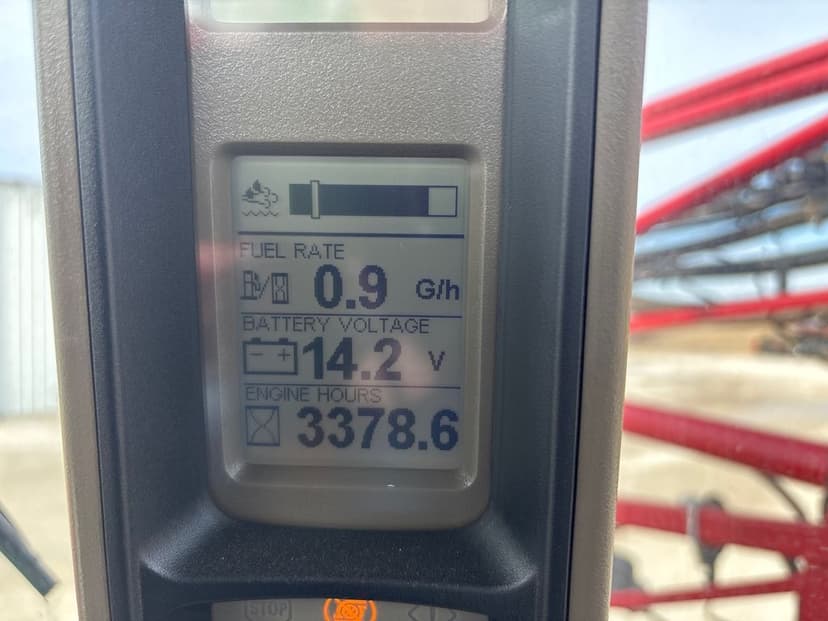 FUEL RATE
0.9 G/h
BATTERY VOLTAGE
14.2 V
ENGINE HOURS
3378.6
STOP